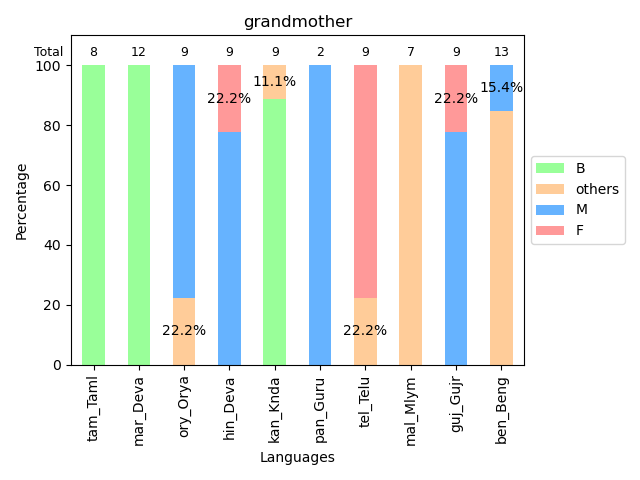 grandmother
Total 8 12 9 9 9 2 9 7 9 13
100
80
60
40
20
0
Percentage
22.2%
22.2%
11.1%
22.2%
22.2%
15.4%
tam_Taml
mar_Deva
ory_Orya
hin_Deva
kan_Knda
pan_Guru
tel_Telu
mal_Mlym
guj_Gujr
ben_Beng
Languages
B
others
M
F